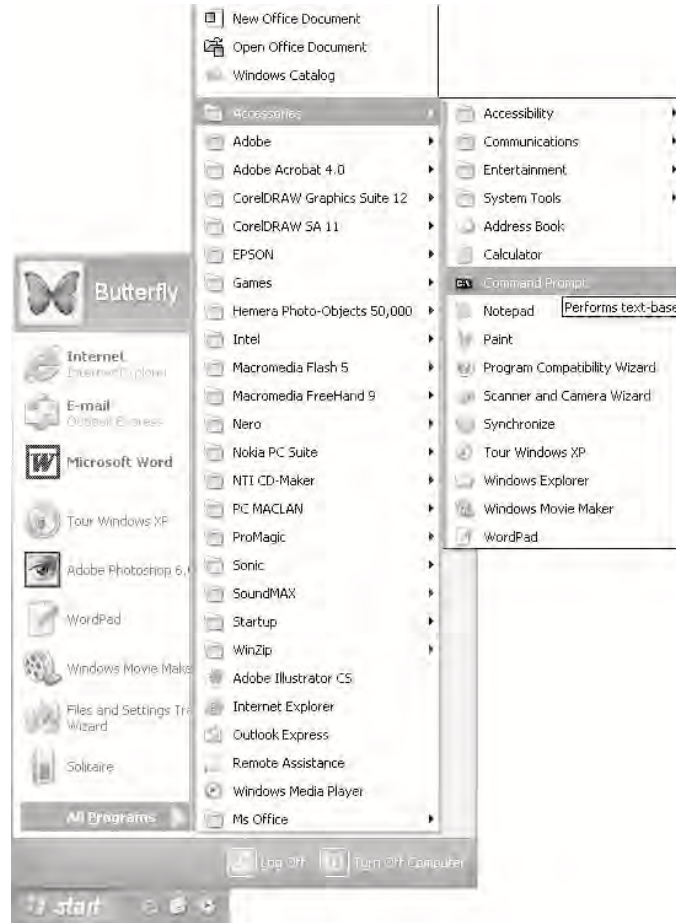 New Office Document
Open Office Document
Windows Catalog
Accessories
Adobe
Adobe Acrobat 4.0
CorelDRAW Graphics Suite 12
CorelDRAW SA 11
EPSON
Games
Hemera Photo-Objects 50,000
Intel
Macromedia Flash 5
Macromedia FreeHand 9
Nero
Nokia PC Suite
NTI CD-Maker
PC MACLAN
ProMagic
Sonic
SoundMAX
Startup
WinZip
Adobe Illustrator CS
Internet Explorer
Outlook Express
Remote Assistance
Windows Media Player
Ms Office
Accessibility
Communications
Entertainment
System Tools
Address Book
Calculator
Command Prompt
Notepad
Performs text-base
Paint
Program Compatibility Wizard
Scanner and Camera Wizard
Synchronize
Tour Windows XP
Windows Explorer
Windows Movie Maker
WordPad
Butterfly
Internet
Internet Explorer
E-mail
Outlook Express
Microsoft Word
Tour Windows XP
Adobe Photoshop 6.
WordPad
Windows Movie Make
Files and Settings Tra
Wizard
Solitaire
All Programs
Log Off
Turn Off Computer
start